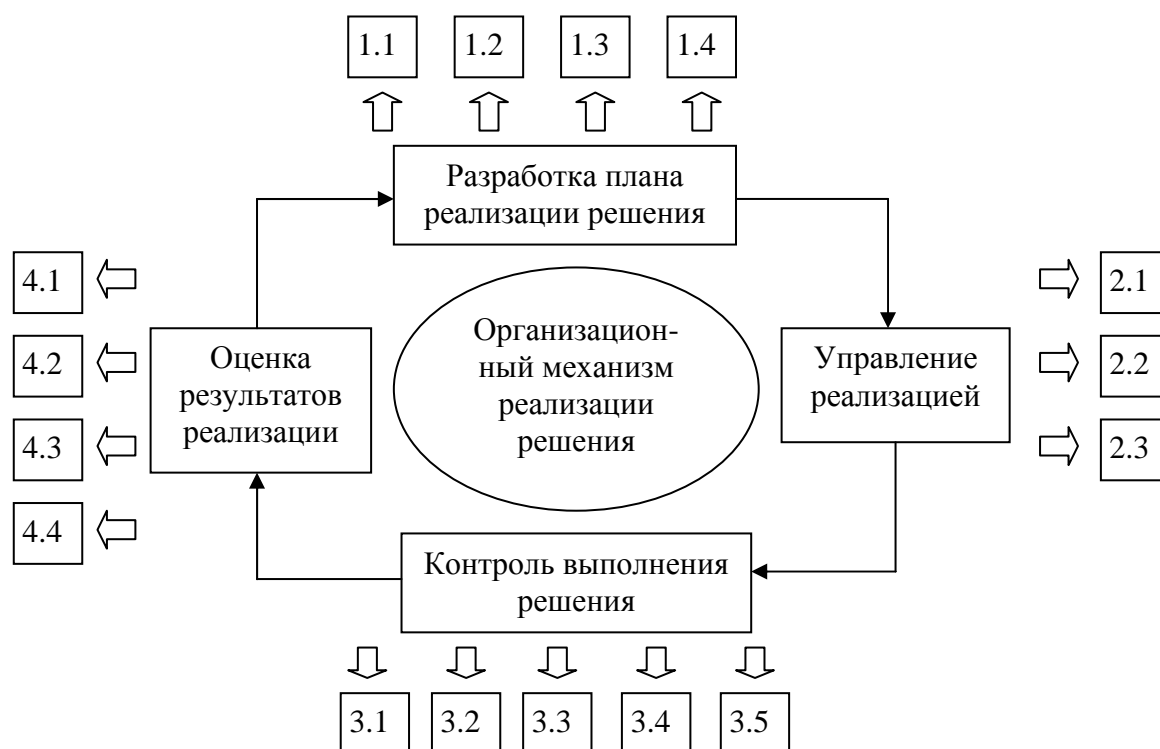 1.1 1.2 1.3 1.4
Разработка плана
реализации решения
4.1
4.2
4.3
4.4
Оценка
результатов
реализации
Организацион-
ный механизм
реализации
решения
Управление
реализацией
2.1
2.2
2.3
Контроль выполнения
решения
3.1 3.2 3.3 3.4 3.5